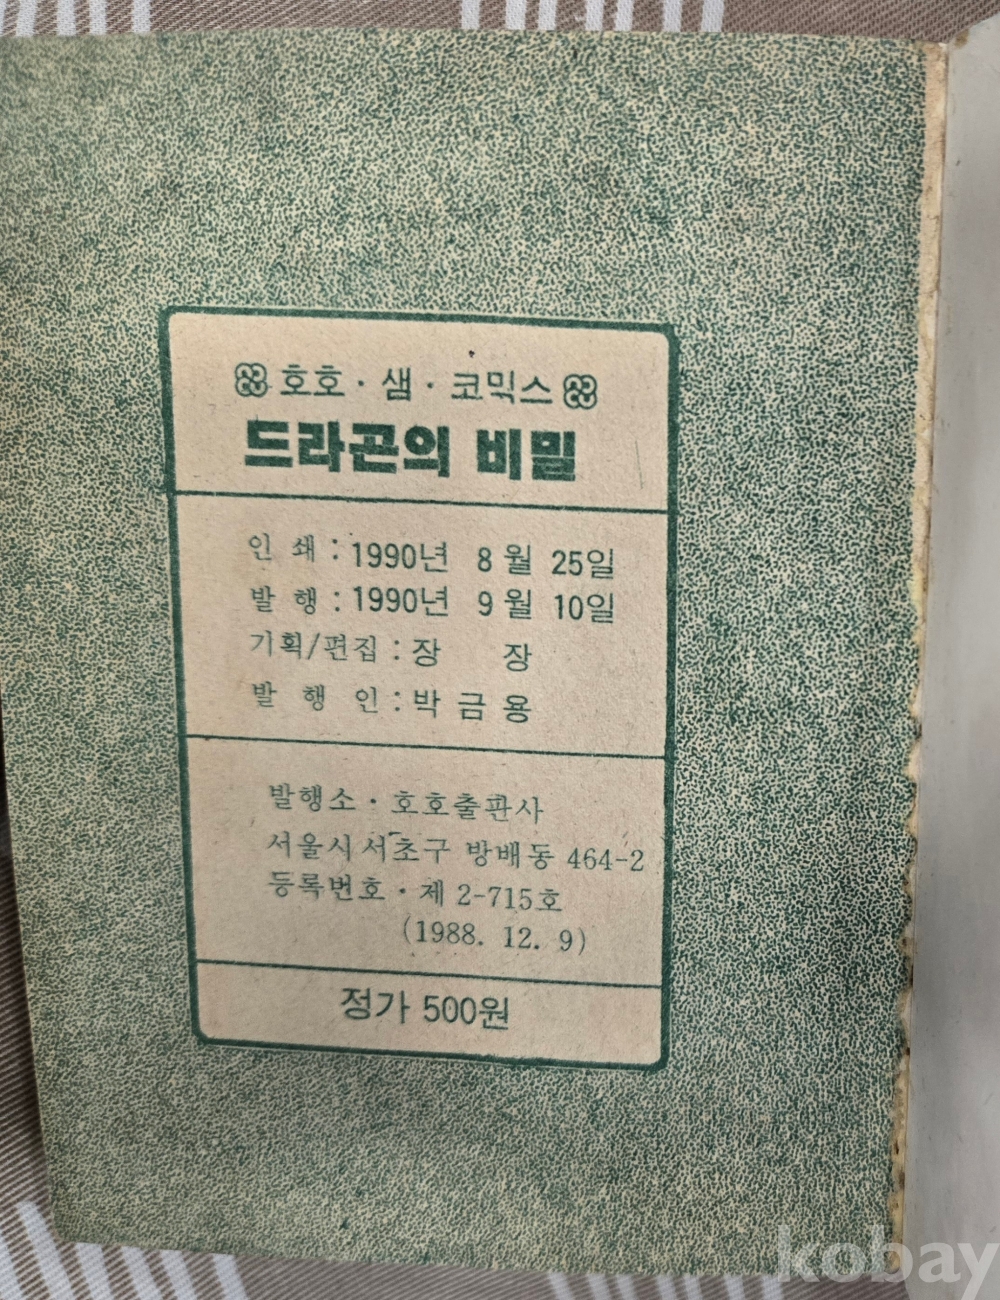 호호·샘·코믹스
드라곤의 비밀
인 쇄 : 1990년 8월 25일
발 행 : 1990년 9월 10일
기획/편집 : 장 장
발 행 인 : 박금용
발행소·호호출판사
서울시서초구 방배동 464-2
등록번호·제 2-715호
(1988. 12. 9)
정가 500원
kobay